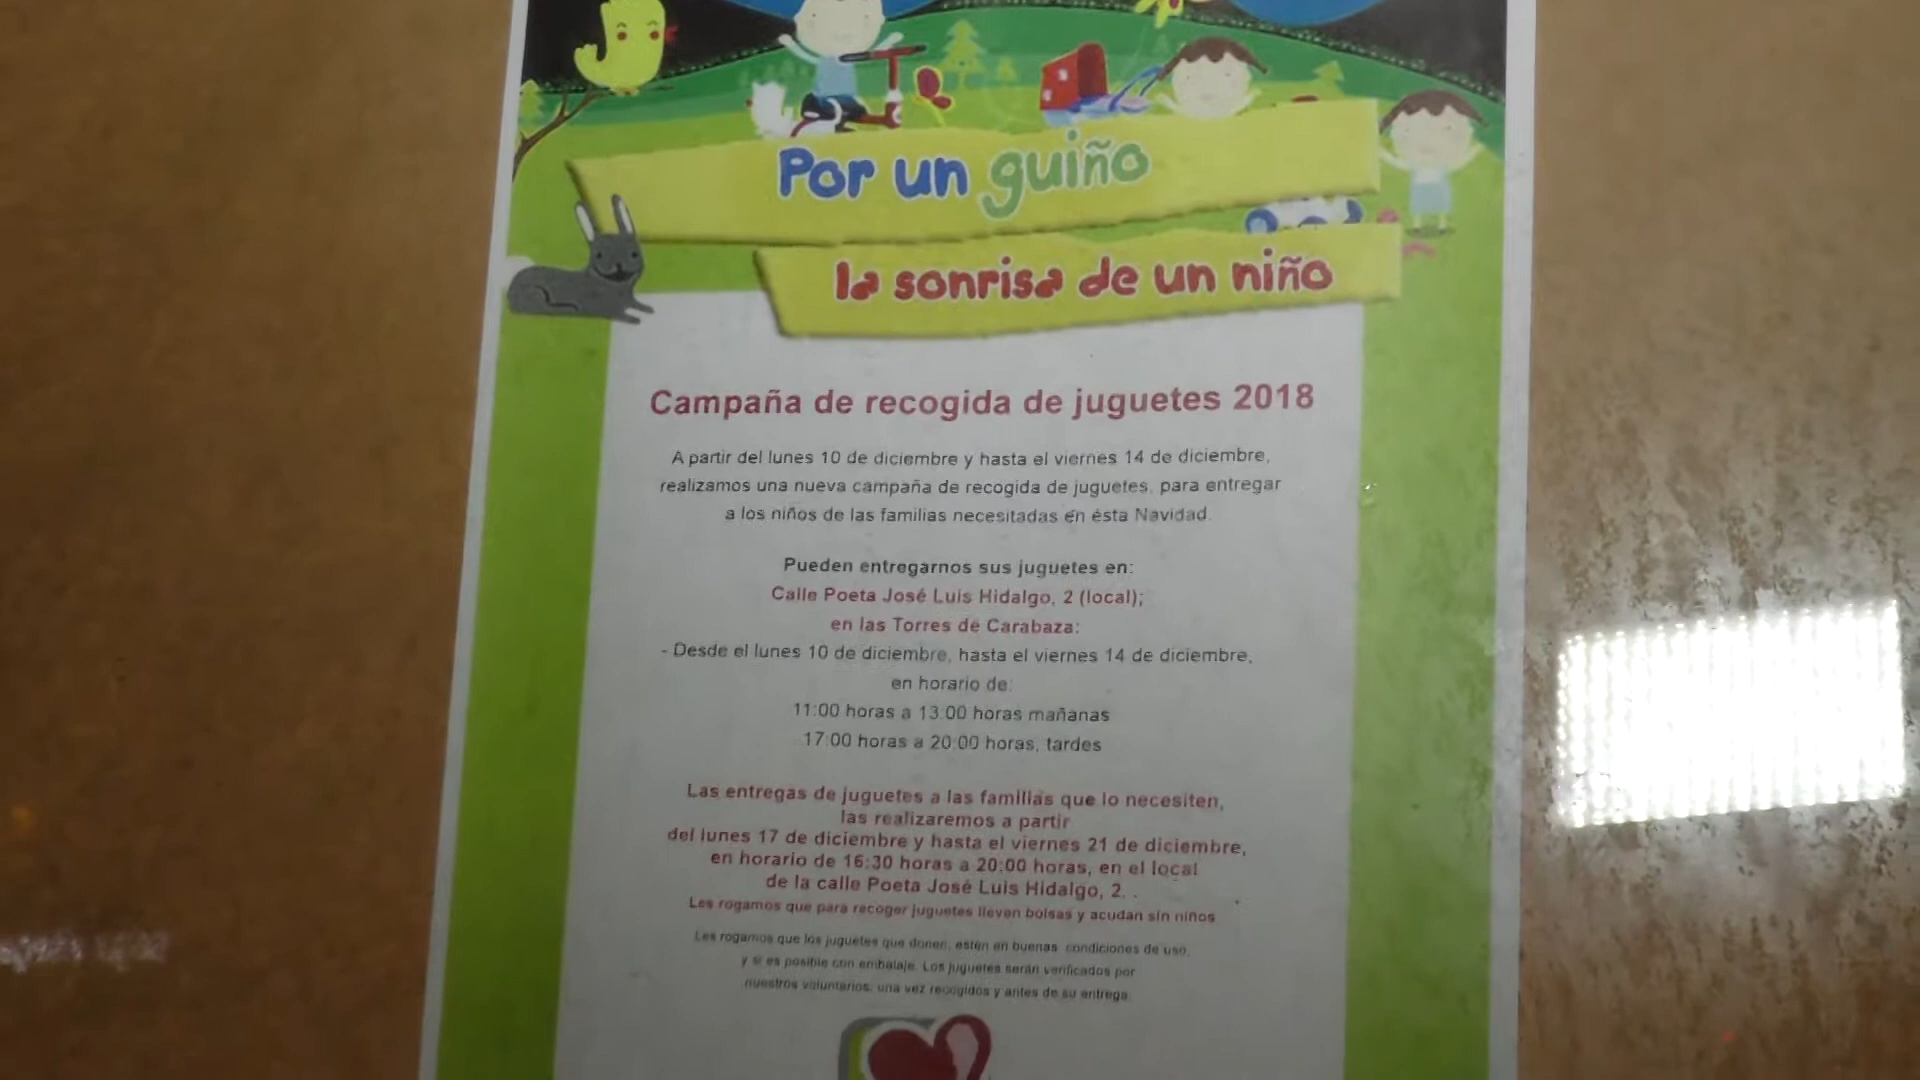 Por un guiño
la sonrisa de un niño
Campaña de recogida de juguetes 2018
A partir del lunes 10 de diciembre y hasta el viernes 14 de diciembre,
realizamos una nueva campaña de recogida de juguetes, para entregar
a los niños de las familias necesitadas en ésta Navidad.
Pueden entregarnos sus juguetes en:
Calle Poeta José Luis Hidalgo, 2 (local);
en las Torres de Carabaza:
- Desde el lunes 10 de diciembre, hasta el viernes 14 de diciembre,
en horario de:
11:00 horas a 13:00 horas mañanas
17:00 horas a 20:00 horas, tardes
Las entregas de juguetes a las familias que lo necesiten,
las realizaremos a partir
del lunes 17 de diciembre y hasta el viernes 21 de diciembre,
en horario de 16:30 horas a 20:00 horas, en el local
de la calle Poeta José Luis Hidalgo, 2. .
Les rogamos que para recoger juguetes lleven bolsas y acudan sin niños
Les rogamos que los juguetes que donen, estén en buenas condiciones de uso,
y si es posible con embalaje. Los juguetes serán verificados por
nuestros voluntarios, una vez recogidos y antes de su entrega.